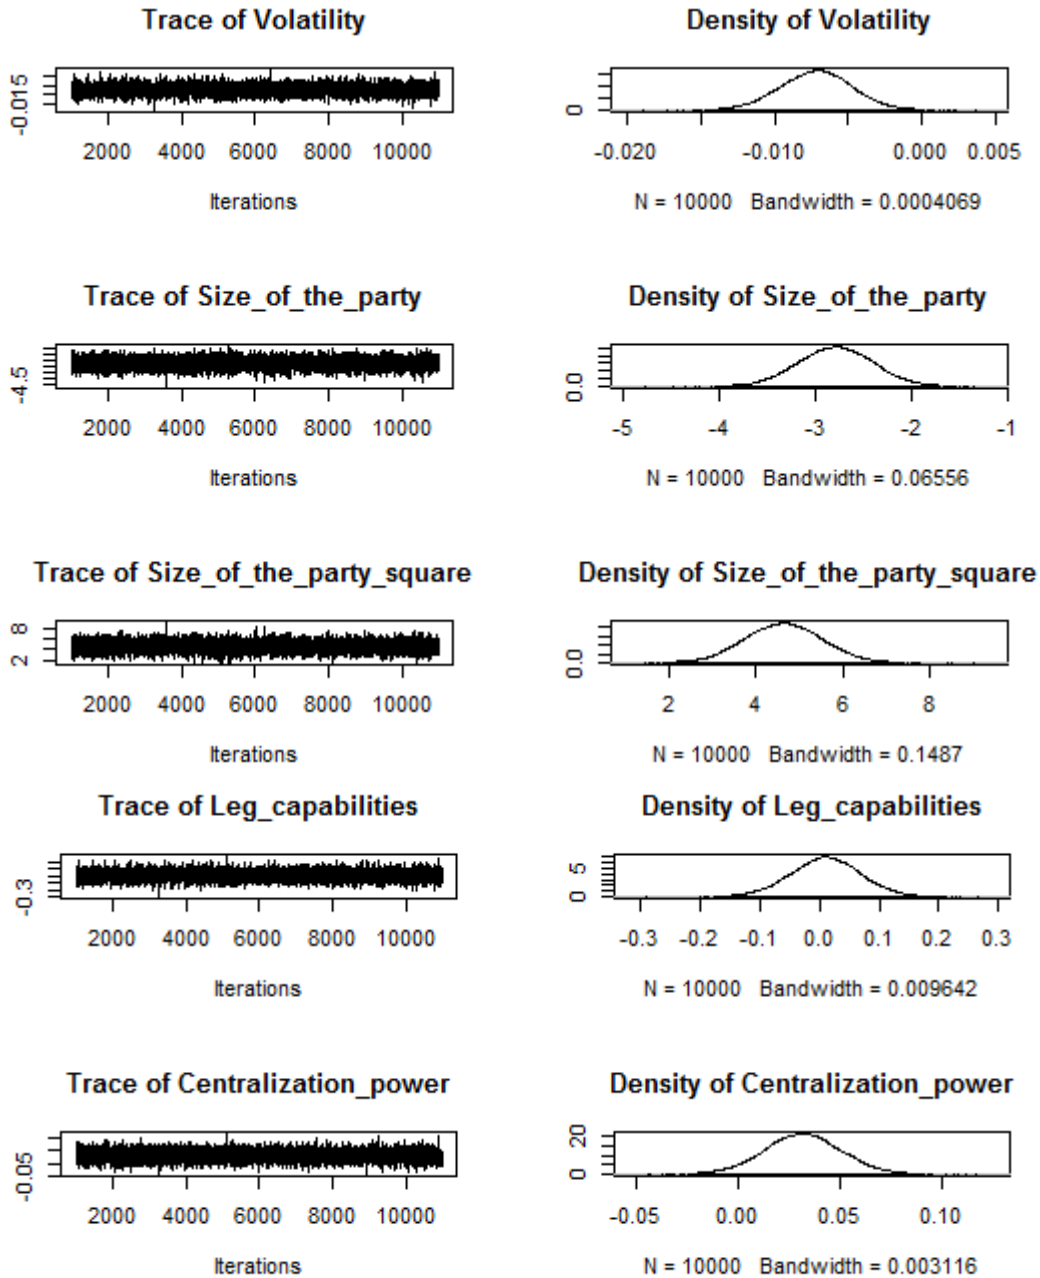 Trace of Volatility
Density of Volatility
-0.015
2000 4000 6000 8000 10000
Iterations
0
-0.020 -0.010 0.000 0.005
N = 10000 Bandwidth = 0.0004069
Trace of Size_of_the_party
Density of Size_of_the_party
-4.5
2000 4000 6000 8000 10000
Iterations
0.0
-5 -4 -3 -2 -1
N = 10000 Bandwidth = 0.06556
Trace of Size_of_the_party_square
Density of Size_of_the_party_square
8
2
2000 4000 6000 8000 10000
Iterations
0.0
2 4 6 8
N = 10000 Bandwidth = 0.1487
Trace of Leg_capabilities
Density of Leg_capabilities
-0.3
2000 4000 6000 8000 10000
Iterations
5
0
-0.3 -0.2 -0.1 0.0 0.1 0.2 0.3
N = 10000 Bandwidth = 0.009642
Trace of Centralization_power
Density of Centralization_power
-0.05
2000 4000 6000 8000 10000
Iterations
20
0
-0.05 0.00 0.05 0.10
N = 10000 Bandwidth = 0.003116